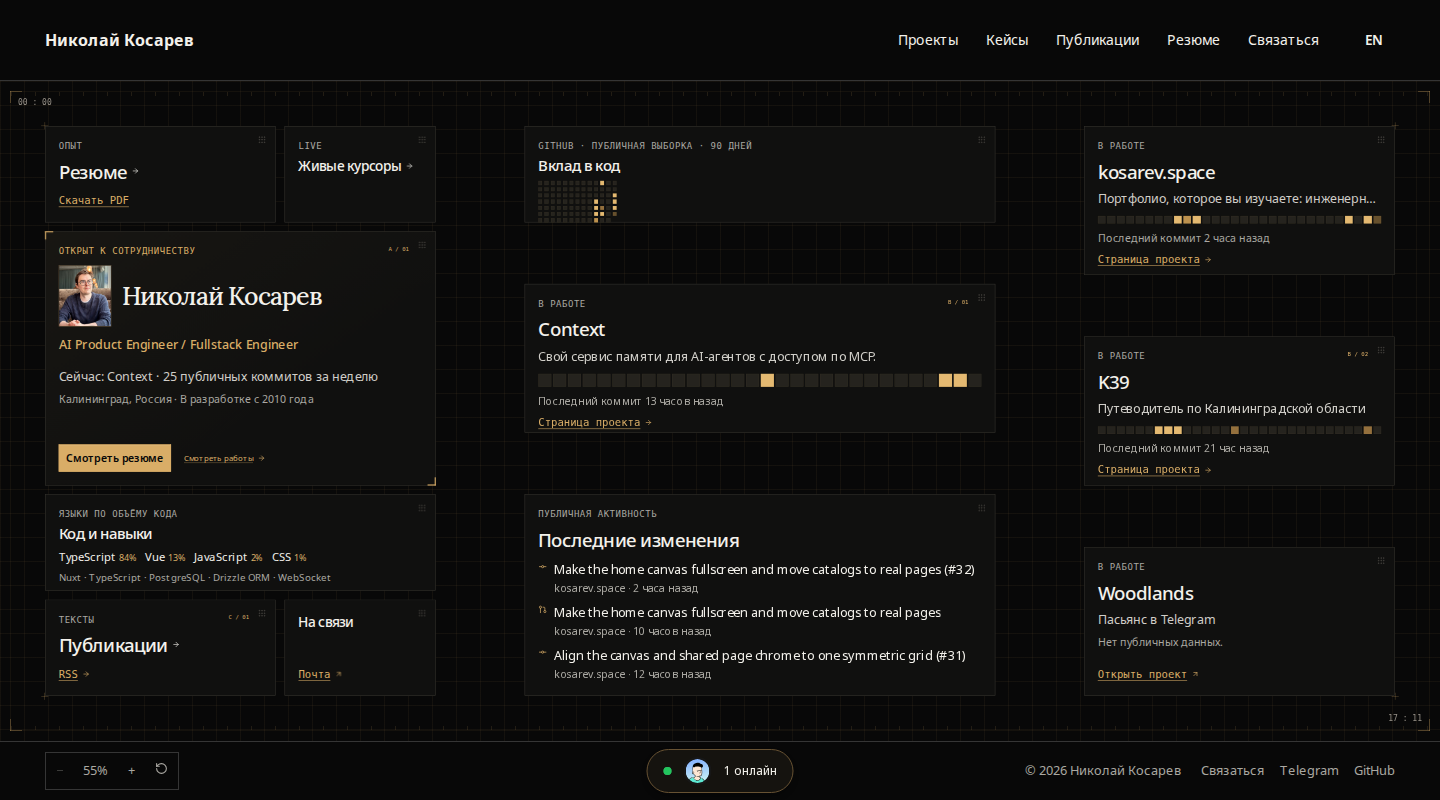 Николай Косарев
Проекты Кейсы Публикации Резюме Связаться EN
00 : 00
ОПЫТ
Резюме →
Скачать PDF
LIVE
Живые курсоры →
ОТКРЫТ К СОТРУДНИЧЕСТВУ
A / 01
Николай Косарев
AI Product Engineer / Fullstack Engineer
Сейчас: Context · 25 публичных коммитов за неделю
Калининград, Россия · В разработке с 2010 года
Смотреть резюме
Смотреть работы →
ЯЗЫКИ ПО ОБЪЁМУ КОДА
Код и навыки
TypeScript 84% Vue 13% JavaScript 2% CSS 1%
Nuxt · TypeScript · PostgreSQL · Drizzle ORM · WebSocket
ТЕКСТЫ
C / 01
Публикации →
RSS →
На связи
Почта ↗
GITHUB · ПУБЛИЧНАЯ ВЫБОРКА · 90 ДНЕЙ
Вклад в код
В РАБОТЕ
B / 01
Context
Свой сервис памяти для AI-агентов с доступом по MCP.
Последний коммит 13 часов назад
Страница проекта →
ПУБЛИЧНАЯ АКТИВНОСТЬ
Последние изменения
Make the home canvas fullscreen and move catalogs to real pages (#32)
kosarev.space · 2 часа назад
Make the home canvas fullscreen and move catalogs to real pages
kosarev.space · 10 часов назад
Align the canvas and shared page chrome to one symmetric grid (#31)
kosarev.space · 12 часов назад
В РАБОТЕ
kosarev.space
Портфолио, которое вы изучаете: инженерн...
Последний коммит 2 часа назад
Страница проекта →
В РАБОТЕ
B / 02
K39
Путеводитель по Калининградской области
Последний коммит 21 час назад
Страница проекта →
В РАБОТЕ
Woodlands
Пасьянс в Telegram
Нет публичных данных.
Открыть проект ↗
17 : 11
− 55% +
1 онлайн
© 2026 Николай Косарев Связаться Telegram GitHub